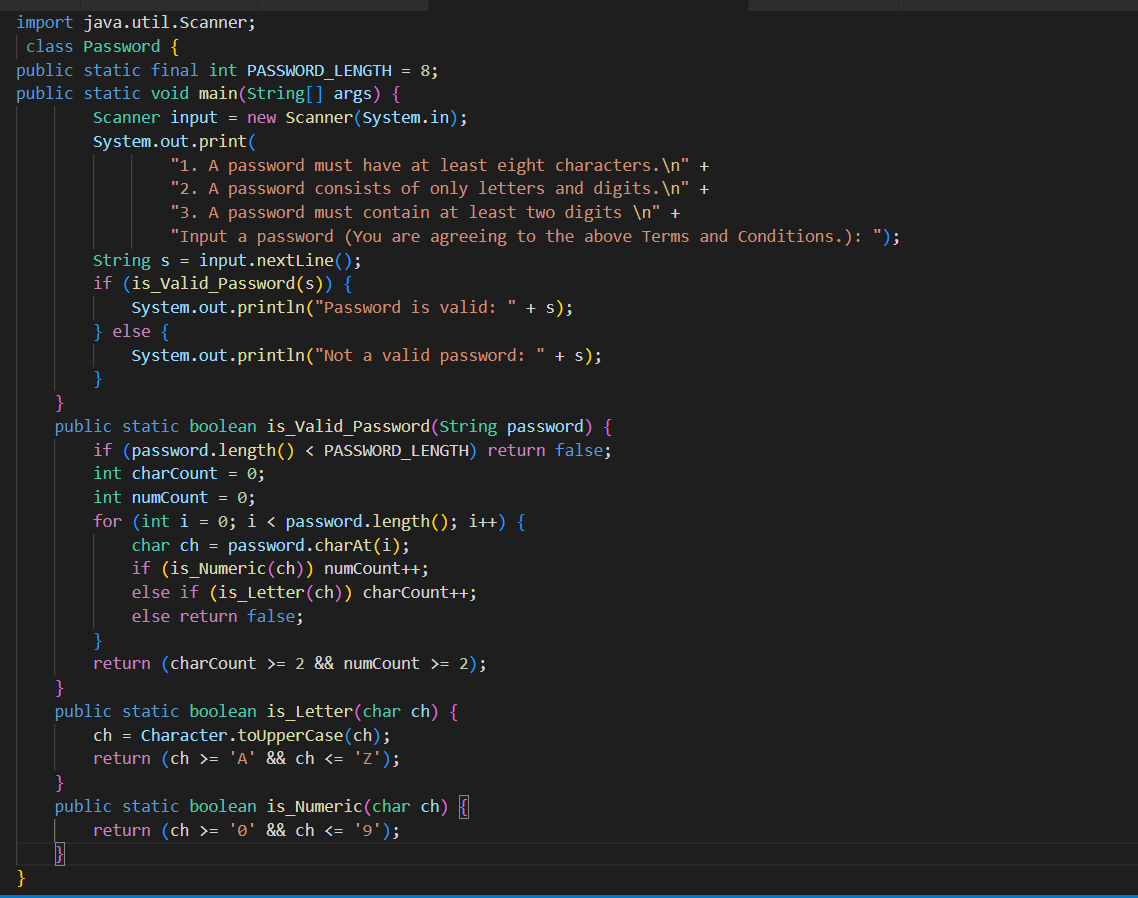 import java.util.Scanner;
class Password {
public static final int PASSWORD_LENGTH = 8;
public static void main(String[] args) {
Scanner input = new Scanner(System.in);
System.out.print(
"1. A password must have at least eight characters.\n" +
"2. A password consists of only letters and digits.\n" +
"3. A password must contain at least two digits \n" +
"Input a password (You are agreeing to the above Terms and Conditions.): ");
String s = input.nextLine();
if (is_Valid_Password(s)) {
System.out.println("Password is valid: " + s);
} else {
System.out.println("Not a valid password: " + s);
}
}
public static boolean is_Valid_Password(String password) {
if (password.length() < PASSWORD_LENGTH) return false;
int charCount = 0;
int numCount = 0;
for (int i = 0; i < password.length(); i++) {
char ch = password.charAt(i);
if (is_Numeric(ch)) numCount++;
else if (is_Letter(ch)) charCount++;
else return false;
}
return (charCount >= 2 && numCount >= 2);
}
public static boolean is_Letter(char ch) {
ch = Character.toUpperCase(ch);
return (ch >= 'A' && ch <= 'Z');
}
public static boolean is_Numeric(char ch) {
return (ch >= '0' && ch <= '9');
}
}